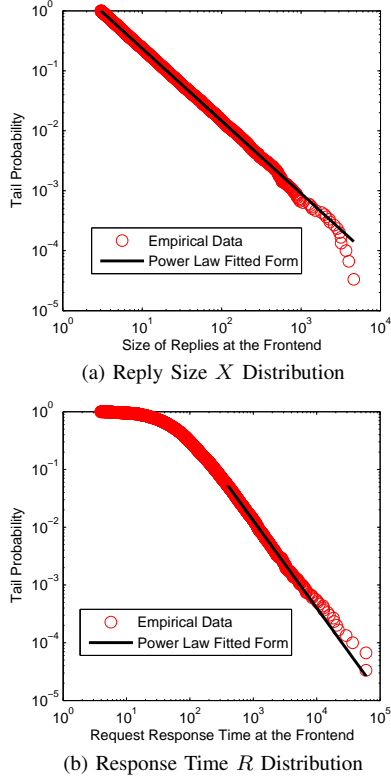 10^0
10^-1
10^-2
10^-3
10^-4
10^-5
Tail Probability
Empirical Data
Power Law Fitted Form
10^0 10^1 10^2 10^3 10^4
Size of Replies at the Frontend
(a) Reply Size X Distribution
10^0
10^-1
10^-2
10^-3
10^-4
10^-5
Tail Probability
Empirical Data
Power Law Fitted Form
10^0 10^1 10^2 10^3 10^4 10^5
Request Response Time at the Frontend
(b) Response Time R Distribution